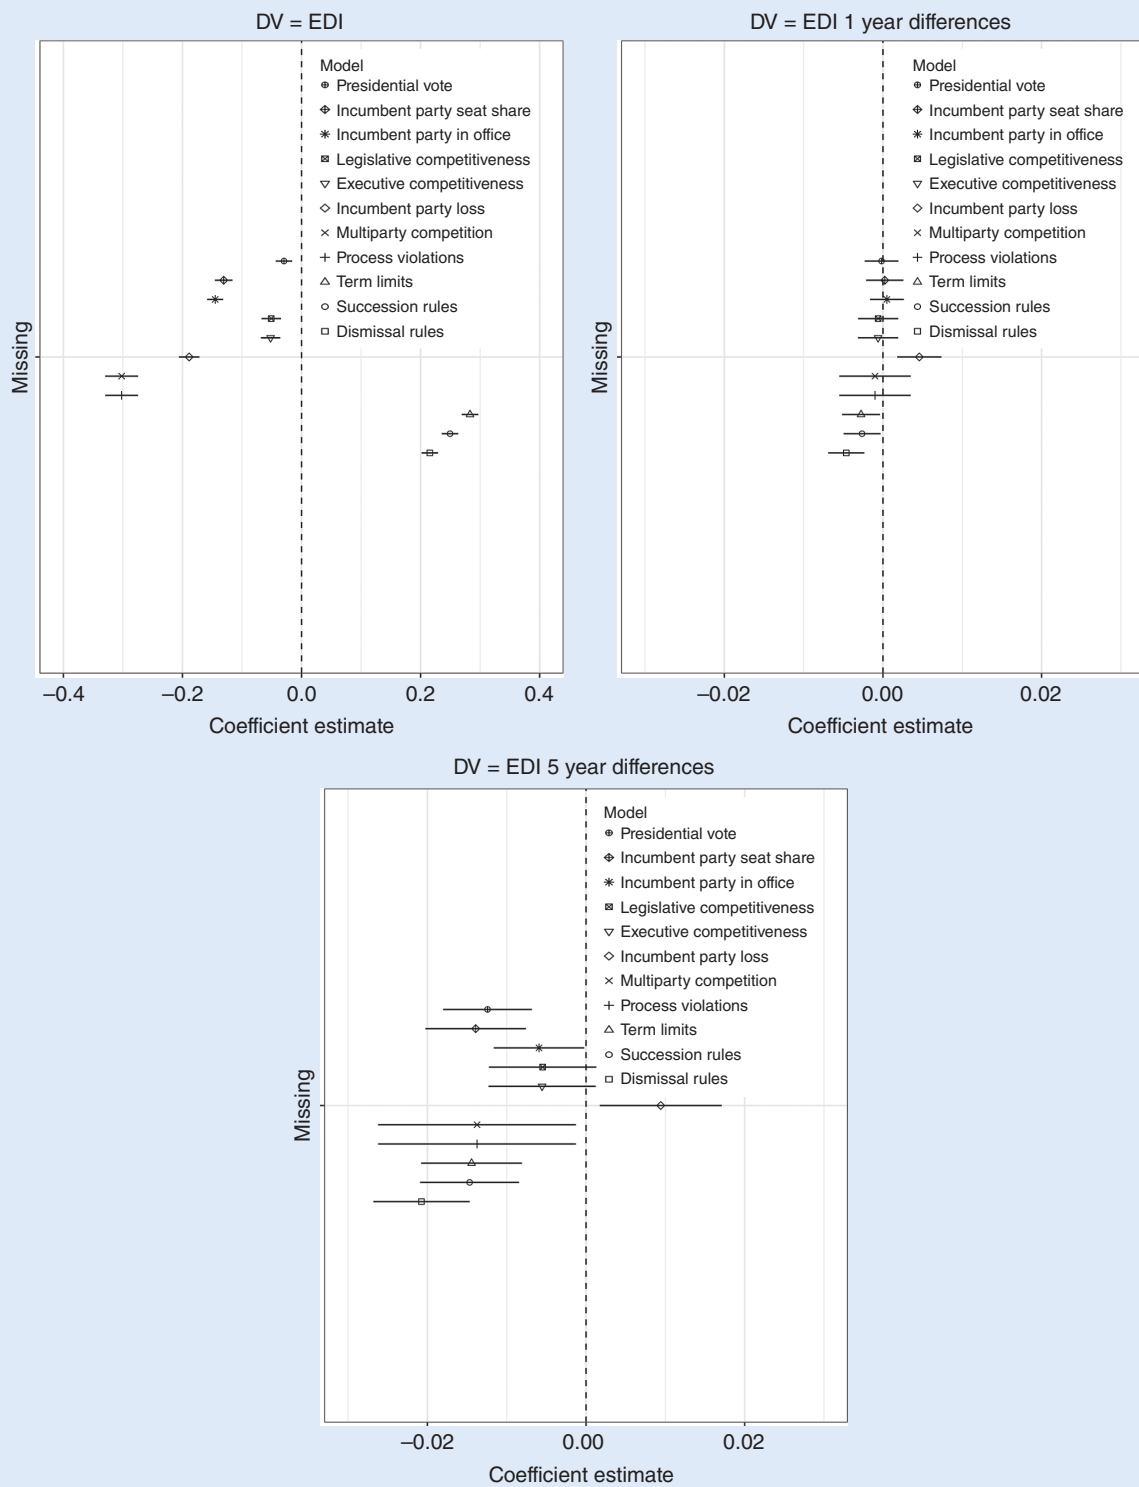 DV = EDI
Model
Presidential vote
Incumbent party seat share
Incumbent party in office
Legislative competitiveness
Executive competitiveness
Incumbent party loss
Multiparty competition
Process violations
Term limits
Succession rules
Dismissal rules
Missing
−0.4 −0.2 0.0 0.2 0.4
Coefficient estimate
DV = EDI 1 year differences
Model
Presidential vote
Incumbent party seat share
Incumbent party in office
Legislative competitiveness
Executive competitiveness
Incumbent party loss
Multiparty competition
Process violations
Term limits
Succession rules
Dismissal rules
Missing
−0.02 0.00 0.02
Coefficient estimate
DV = EDI 5 year differences
Model
Presidential vote
Incumbent party seat share
Incumbent party in office
Legislative competitiveness
Executive competitiveness
Incumbent party loss
Multiparty competition
Process violations
Term limits
Succession rules
Dismissal rules
Missing
−0.02 0.00 0.02
Coefficient estimate